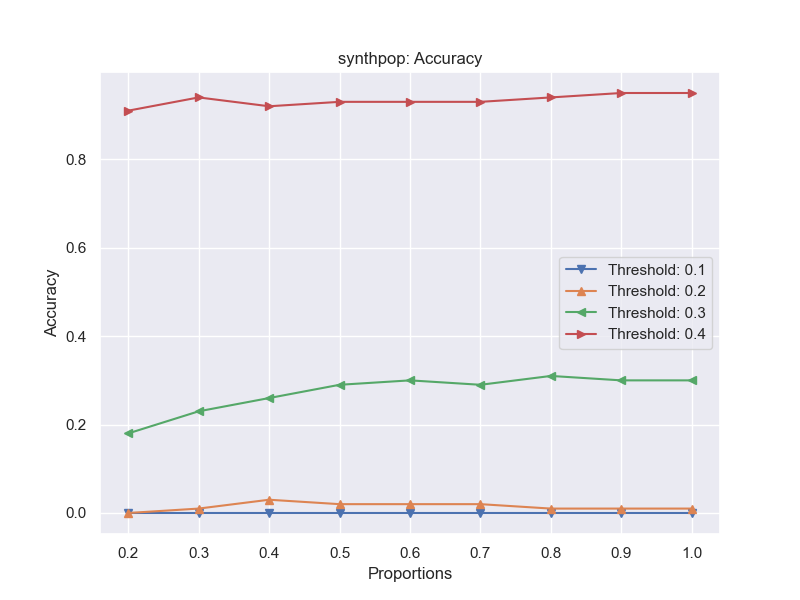 synthpop: Accuracy
Accuracy
0.8
0.6
0.4
0.2
0.0
Threshold: 0.1
Threshold: 0.2
Threshold: 0.3
Threshold: 0.4
0.2 0.3 0.4 0.5 0.6 0.7 0.8 0.9 1.0
Proportions